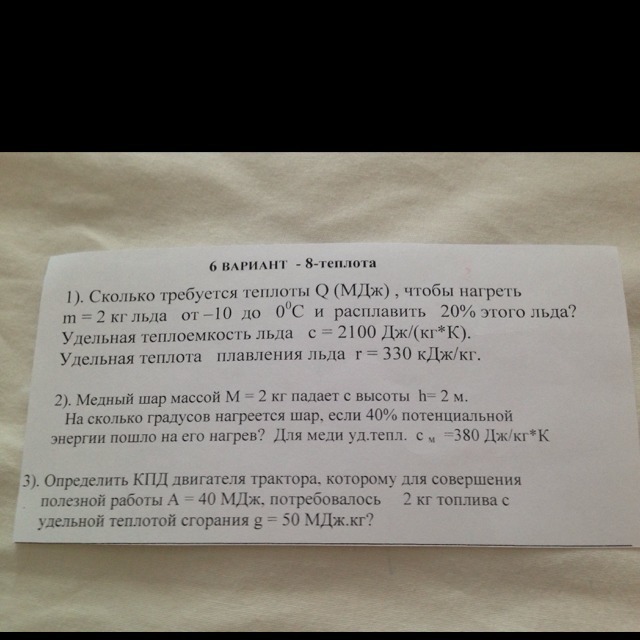 6 ВАРИАНТ - 8-теплота
1). Сколько требуется теплоты Q (МДж) , чтобы нагреть
m = 2 кг льда от –10 до 0⁰С и расплавить 20% этого льда?
Удельная теплоемкость льда с = 2100 Дж/(кг*К).
Удельная теплота плавления льда r = 330 кДж/кг.
2). Медный шар массой М = 2 кг падает с высоты h= 2 м.
На сколько градусов нагреется шар, если 40% потенциальной
энергии пошло на его нагрев? Для меди уд.тепл. с м =380 Дж/кг*К
3). Определить КПД двигателя трактора, которому для совершения
полезной работы А = 40 МДж, потребовалось 2 кг топлива с
удельной теплотой сгорания g = 50 МДж.кг?